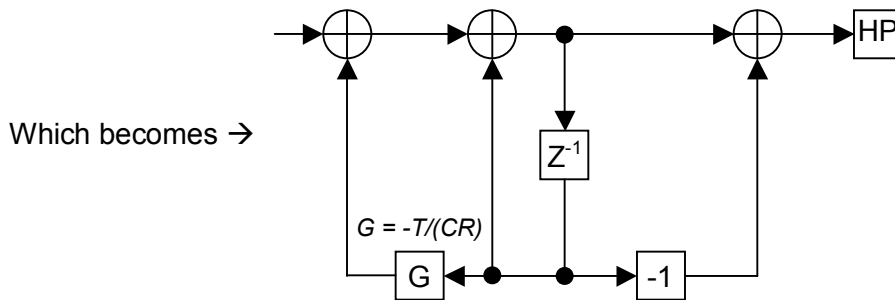 HP
Which becomes →
Z⁻¹
G = -T/(CR)
G
-1